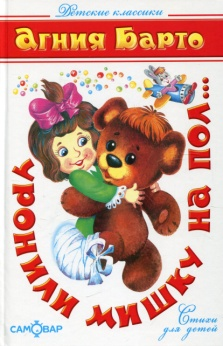 Детские классики
Агния Барто
УРОНИЛИ МИШКУ НА ПОЛ...
Стихи
для детей
САМОВАР